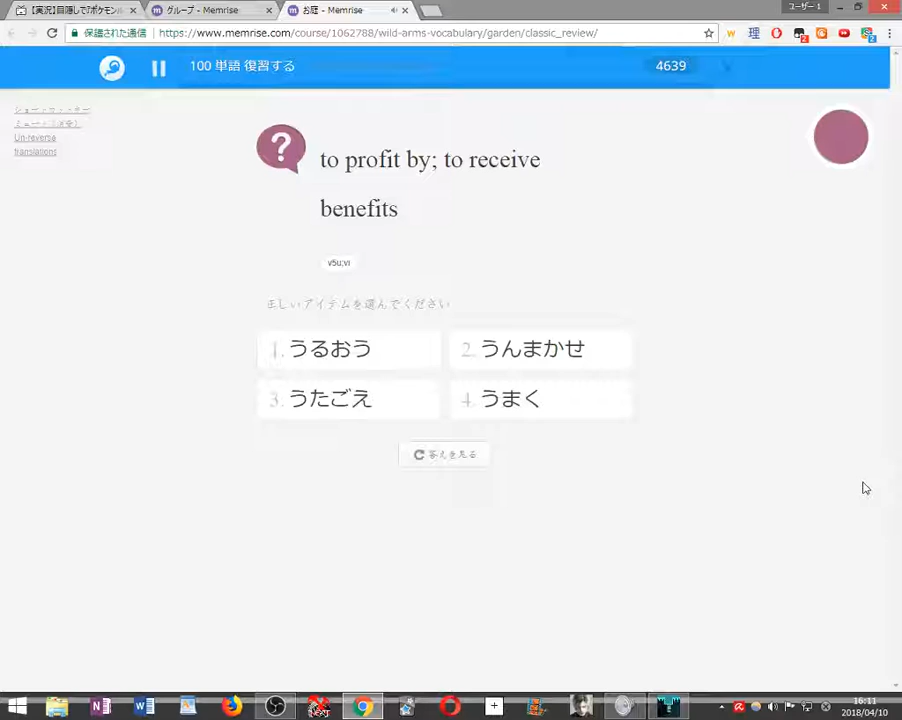 【実況】目隠しで『ポケモン
グループ - Memrise
お庭 - Memrise
ユーザー 1
保護された通信
https://www.memrise.com/course/1062788/wild-arms-vocabulary/garden/classic_review/
100 単語 復習する
4639
Un-reverse
translations
?
to profit by; to receive
benefits
v5u;vi
正しいアイテムを選んでください
1. うるおう
2. うんまかせ
3. うたごえ
4. うまく
答えを見る
16:11
2018/04/10